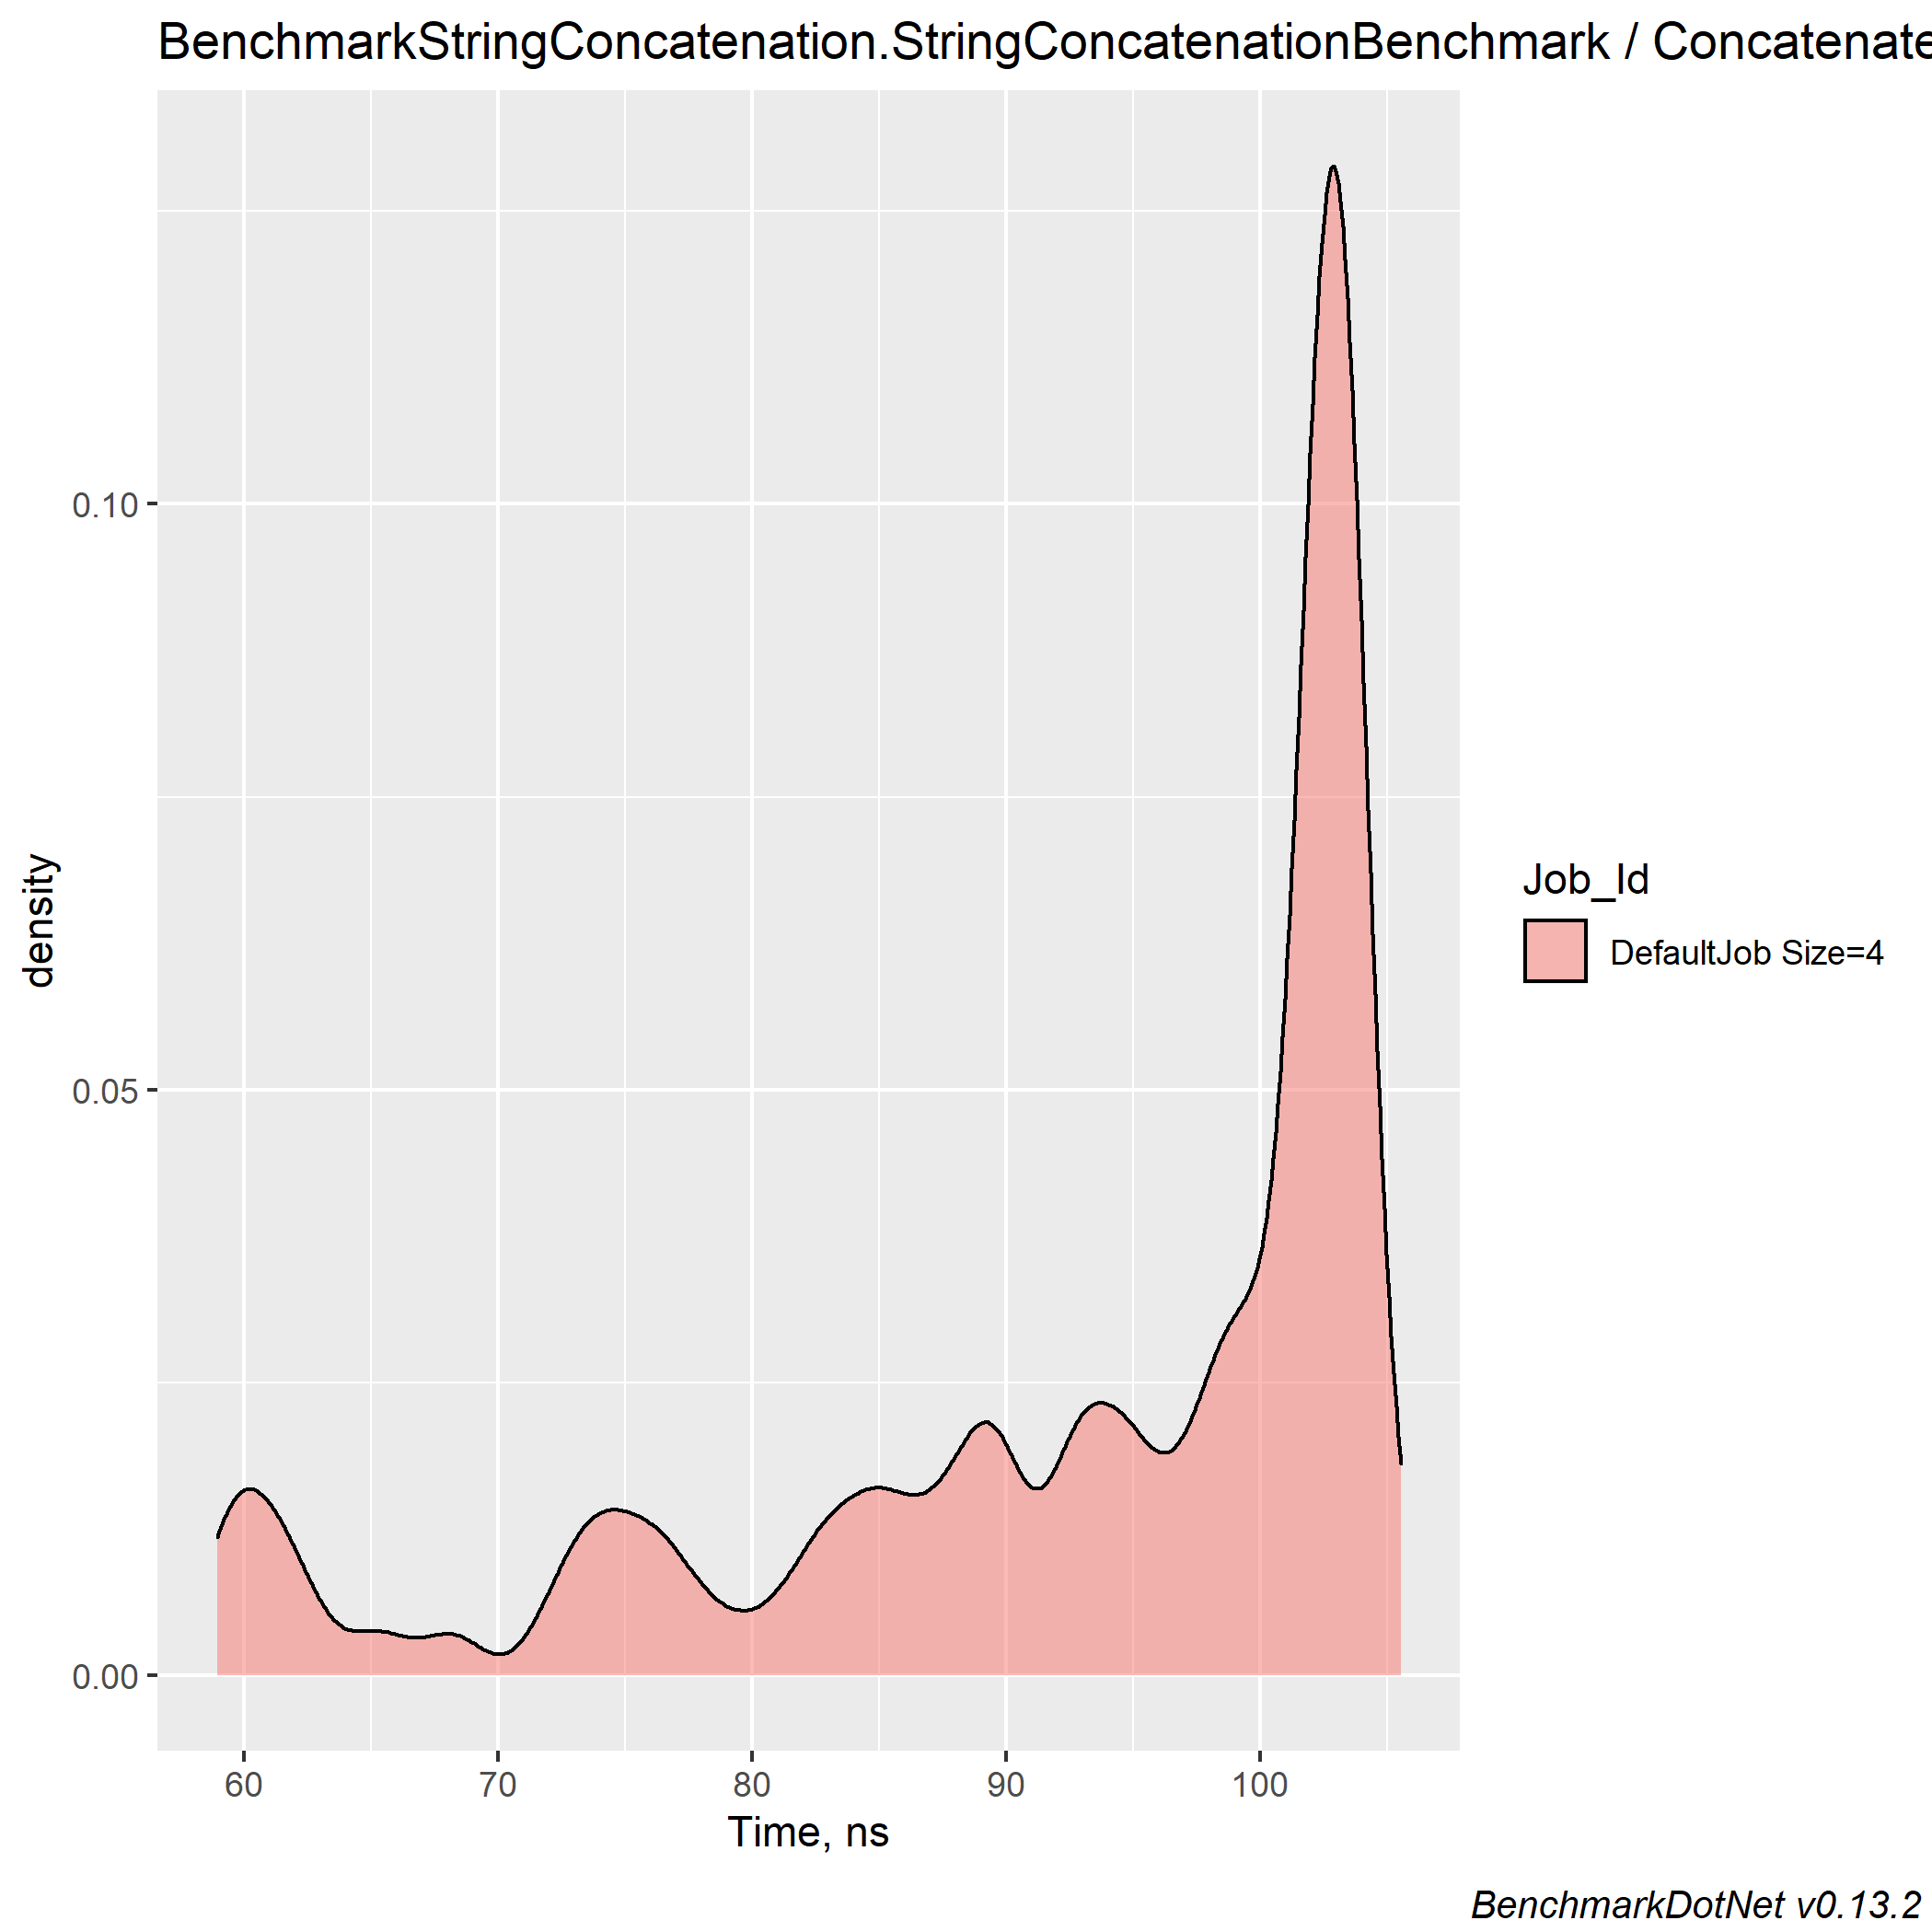 BenchmarkStringConcatenation.StringConcatenationBenchmark / Concatenate
0.10
0.05
0.00
density
60 70 80 90 100
Time, ns
Job_Id
DefaultJob Size=4
BenchmarkDotNet v0.13.2